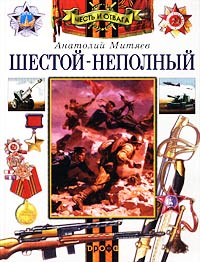 ЧЕСТЬ И ОТВАГА
Анатолий Митяев
ШЕСТОЙ-НЕПОЛНЫЙ
ДРОФА